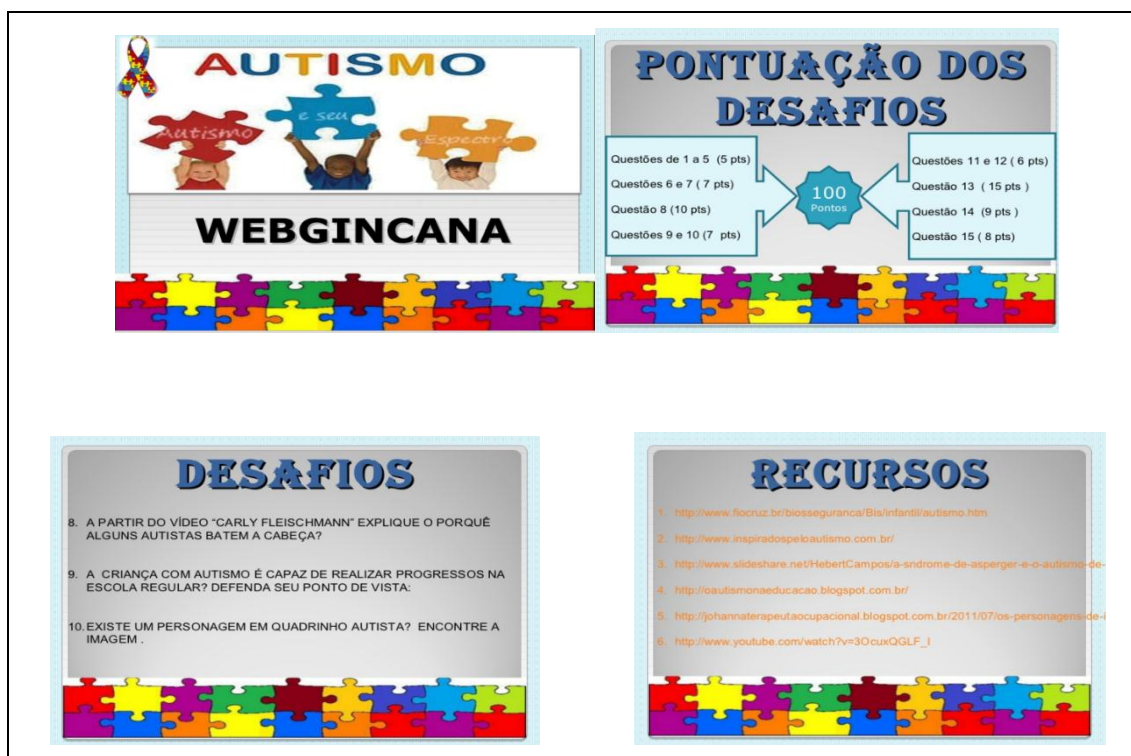 AUTISMO
Autismo
e seu
Espectro
WEBGINCANA
PONTUAÇÃO DOS
DESAFIOS
Questões de 1 a 5 (5 pts)
Questões 6 e 7 ( 7 pts)
Questão 8 (10 pts)
Questões 9 e 10 (7 pts)
100
Pontos
Questões 11 e 12 ( 6 pts)
Questão 13 ( 15 pts )
Questão 14 (9 pts )
Questão 15 ( 8 pts)
DESAFIOS
8. A PARTIR DO VÍDEO “CARLY FLEISCHMANN” EXPLIQUE O PORQUÊ
ALGUNS AUTISTAS BATEM A CABEÇA?
9. A CRIANÇA COM AUTISMO É CAPAZ DE REALIZAR PROGRESSOS NA
ESCOLA REGULAR? DEFENDA SEU PONTO DE VISTA:
10. EXISTE UM PERSONAGEM EM QUADRINHO AUTISTA? ENCONTRE A
IMAGEM .
RECURSOS
1. http://www.fiocruz.br/biosseguranca/Bis/infantil/autismo.htm
2. http://www.inspiradospeloautismo.com.br/
3. http://www.slideshare.net/HebertCampos/a-sndrome-de-asperger-e-o-autismo-de-
4. http://oautismonaeducacao.blogspot.com.br/
5. http://johannaterapeutaocupacional.blogspot.com.br/2011/07/os-personagens-de-i
6. http://www.youtube.com/watch?v=3OcuxQGLF_I